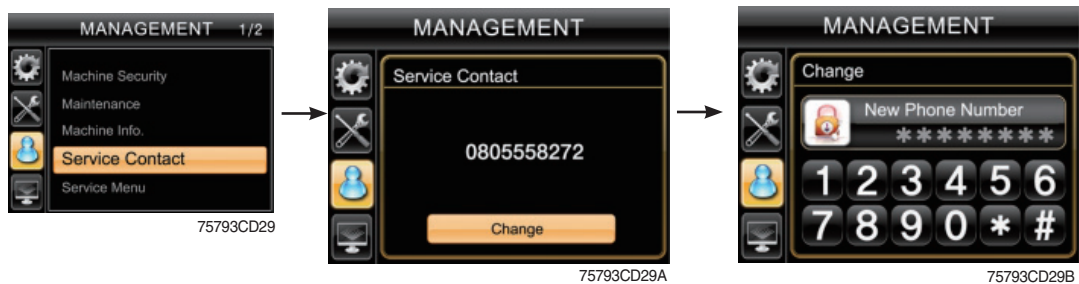 MANAGEMENT 1/2
Machine Security
Maintenance
Machine Info.
Service Contact
Service Menu
75793CD29
MANAGEMENT
Service Contact
0805558272
Change
75793CD29A
MANAGEMENT
Change
New Phone Number
********
1 2 3 4 5 6
7 8 9 0 * #
75793CD29B